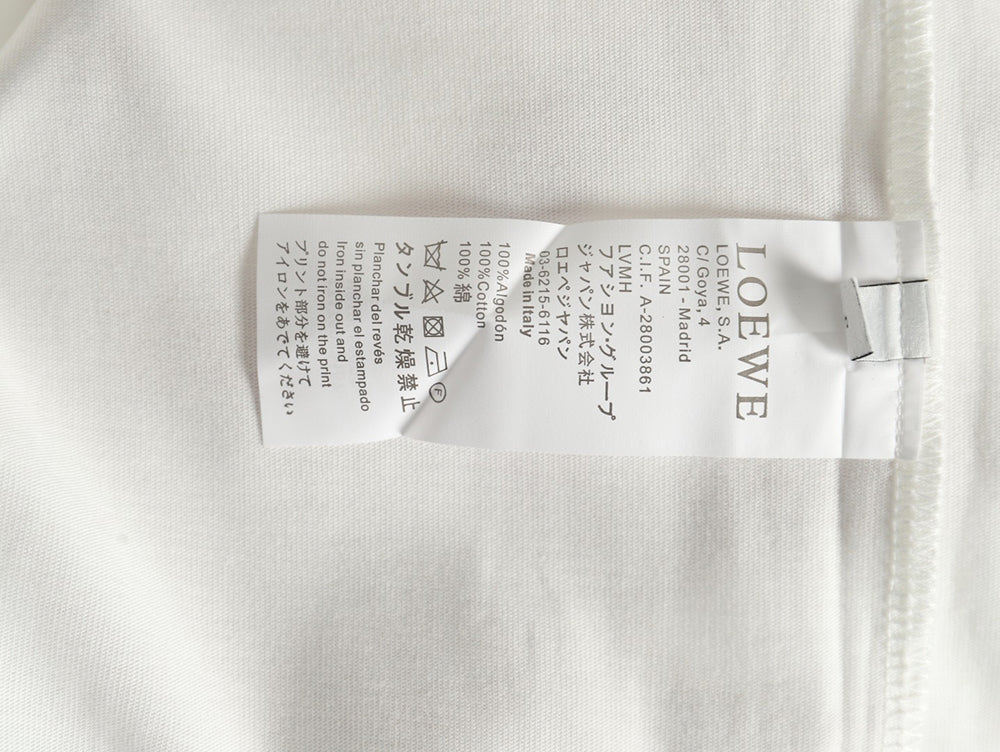 LOEWE
LOEWE, S.A.
C/ Goya, 4
28001 - Madrid
SPAIN
C.I.F. A-28003861
LVMH
フアシヨン・グループ
ジャパン株式会社
ロエベジヤパン
03-6215-6116
Made in Italy
100%Algodón
100%Cotton
100% 綿
F
タンブル乾燥禁止
Planchar del revés
sin planchar el estampado
Iron inside out and
do not iron on the print
プリント部分を避けて
アイロンをあでてください